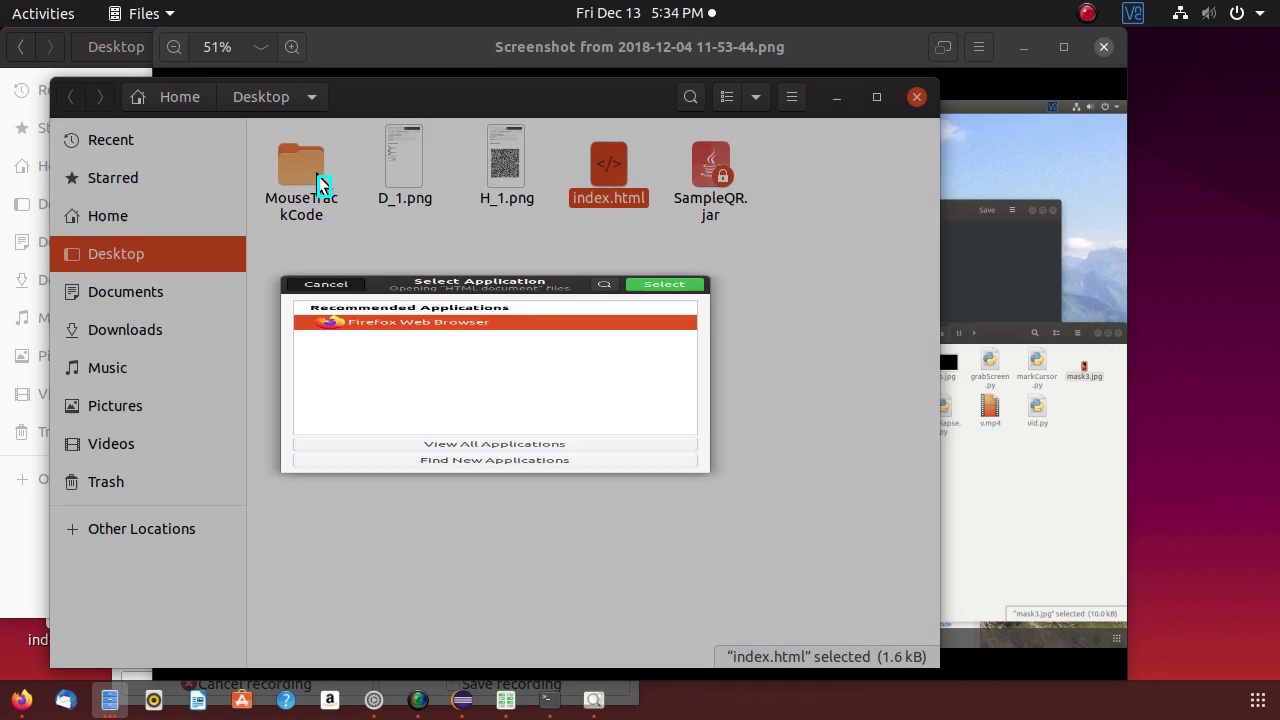 Activities
Files
Fri Dec 13 5:34 PM
Desktop
51%
Screenshot from 2018-12-04 11-53-44.png
Home
Desktop
Recent
Starred
Home
Desktop
Documents
Downloads
Music
Pictures
Videos
Trash
Other Locations
MouseTrac
kCode
D_1.png
H_1.png
index.html
SampleQR.
jar
Cancel
Select Application
Opening "HTML document" files.
Select
Recommended Applications
Firefox Web Browser
View All Applications
Find New Applications
"index.html" selected (1.6 kB)
Save
grabScreen
.py
markCursor
.py
mask3.jpg
v.mp4
vid.py
"mask3.jpg" selected (10.0 kB)
Cancel recording
Save recording